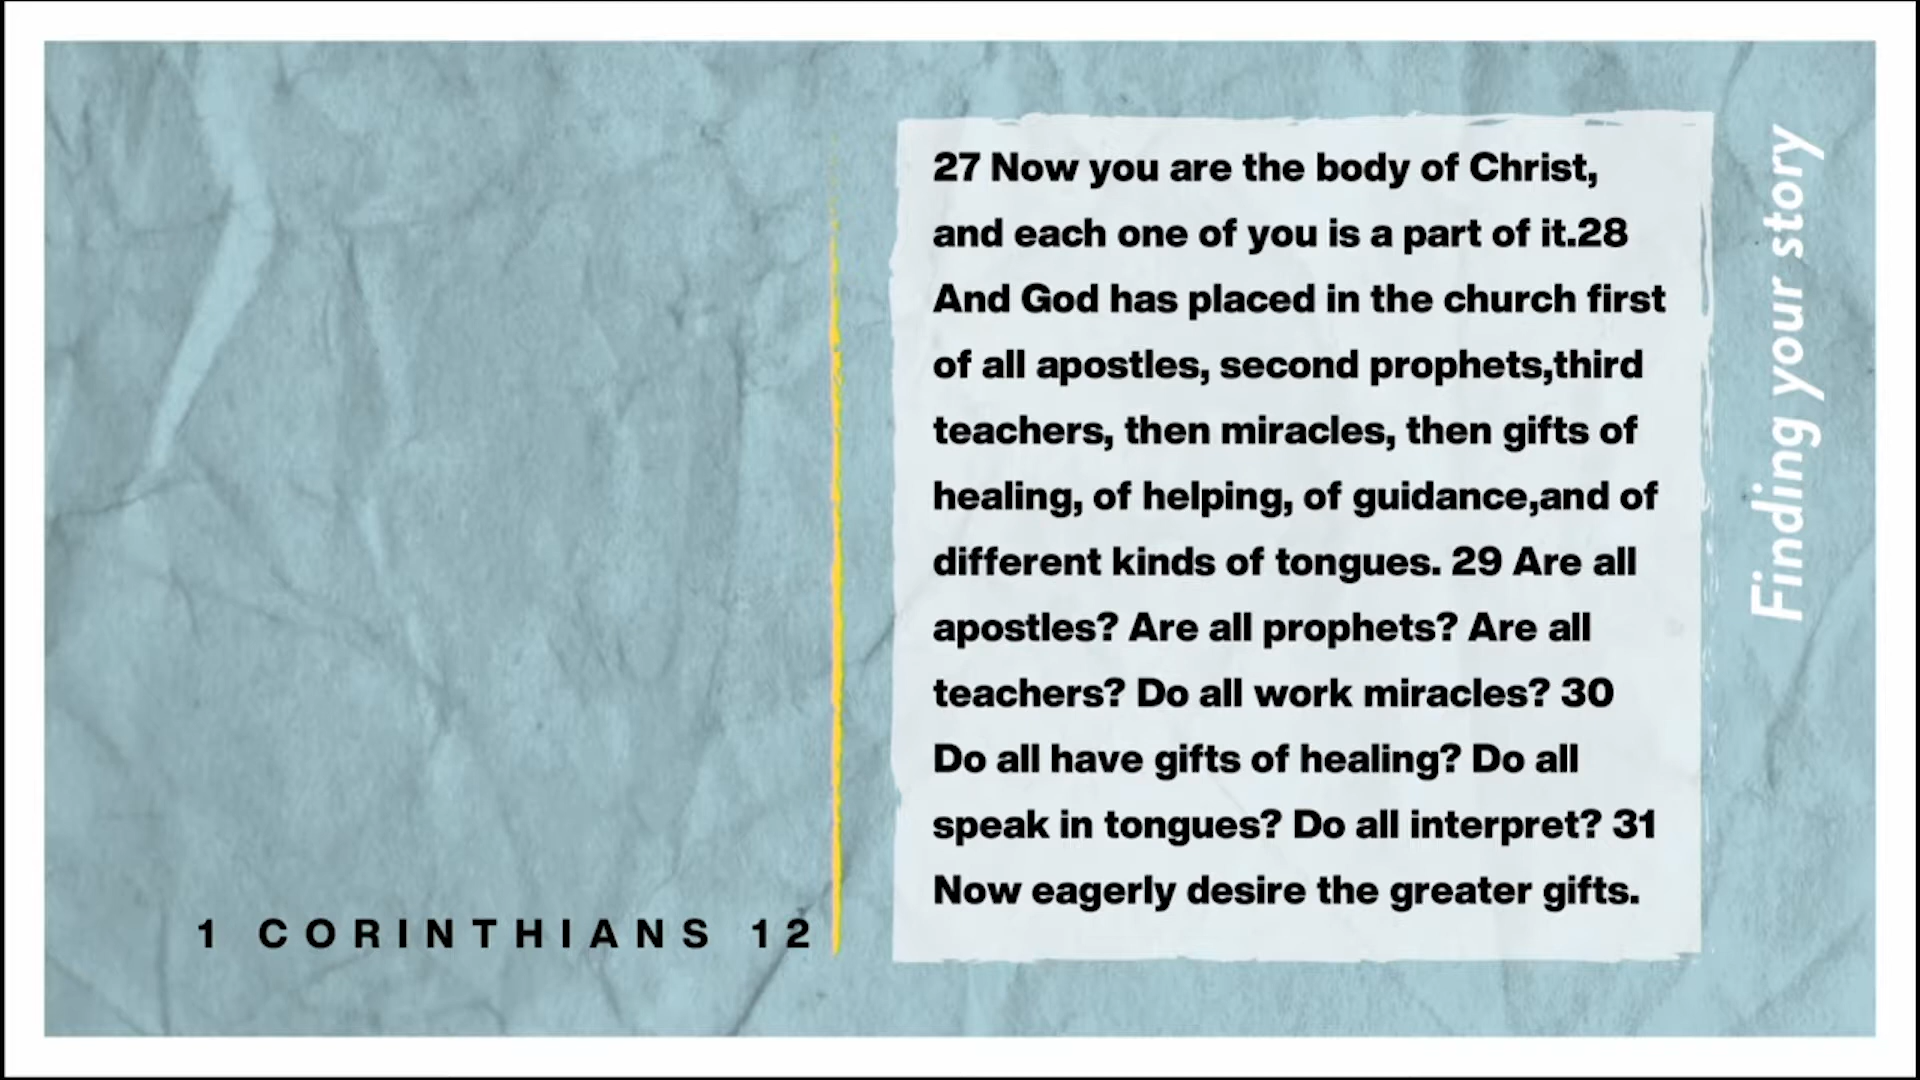 27 Now you are the body of Christ,
and each one of you is a part of it.28
And God has placed in the church first
of all apostles, second prophets,third
teachers, then miracles, then gifts of
healing, of helping, of guidance,and of
different kinds of tongues. 29 Are all
apostles? Are all prophets? Are all
teachers? Do all work miracles? 30
Do all have gifts of healing? Do all
speak in tongues? Do all interpret? 31
Now eagerly desire the greater gifts.
1 CORINTHIANS 12
Finding your story